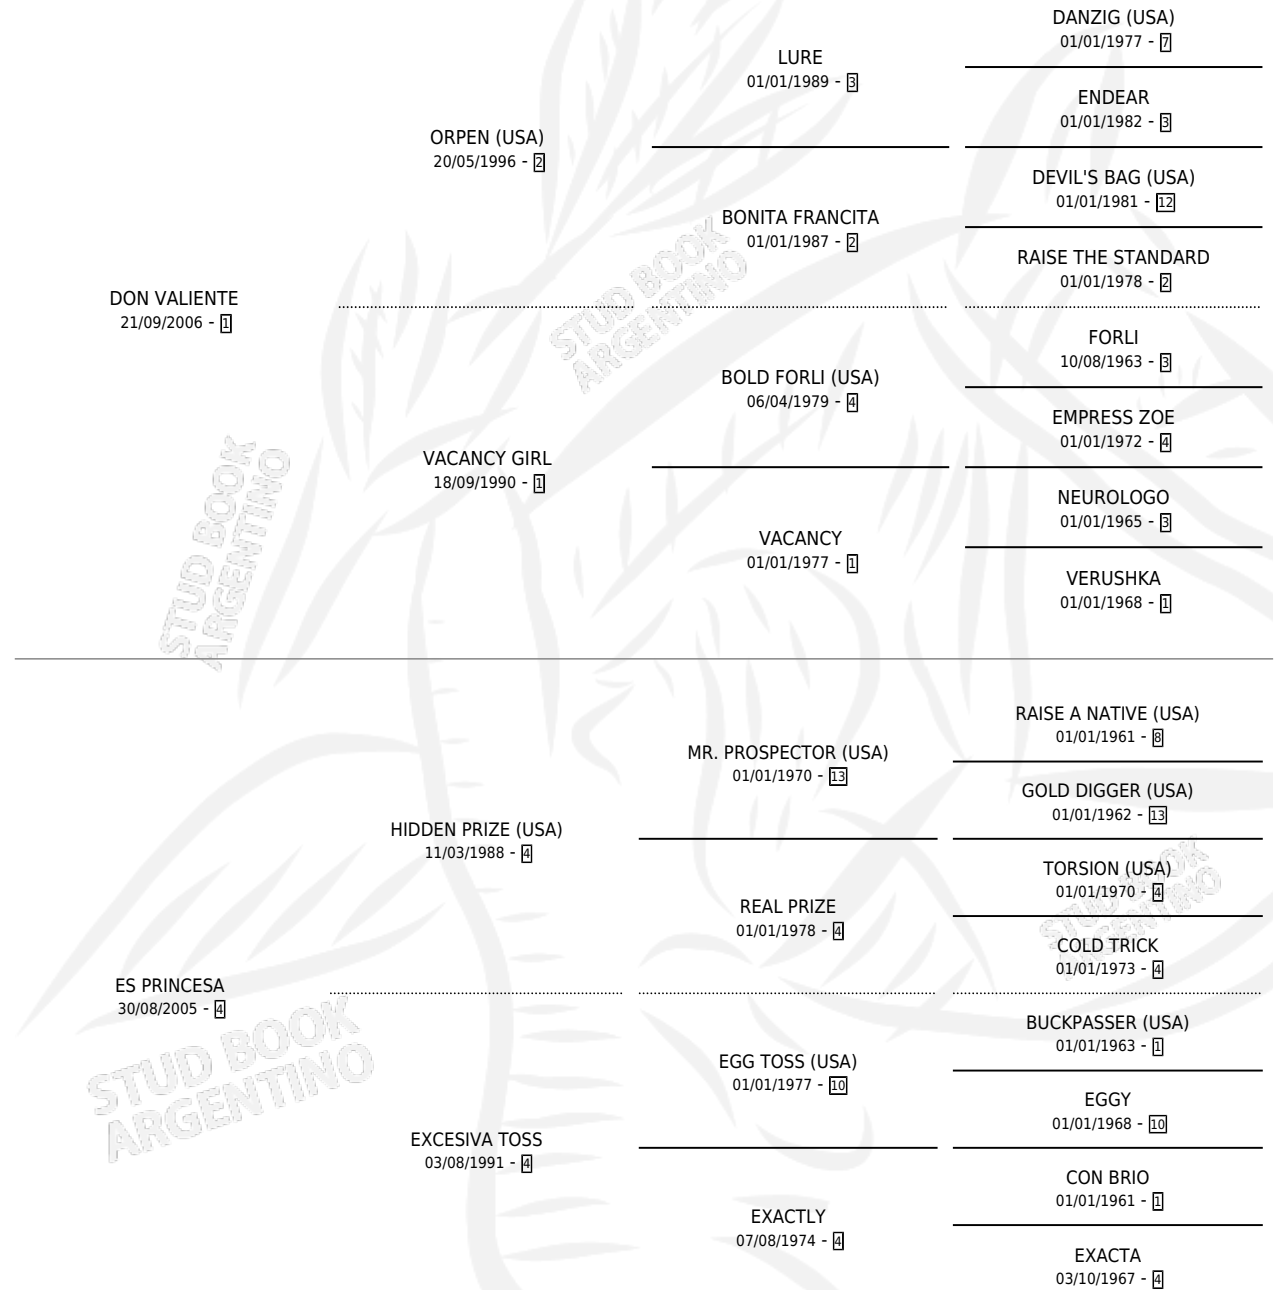 DANZIG (USA)
01/01/1977 - 7
LURE
01/01/1989 - 3
ENDEAR
01/01/1982 - 3
ORPEN (USA)
20/05/1996 - 2
DEVIL'S BAG (USA)
01/01/1981 - 12
BONITA FRANCITA
01/01/1987 - 2
RAISE THE STANDARD
01/01/1978 - 2
DON VALIENTE
21/09/2006 - 1
FORLI
10/08/1963 - 3
BOLD FORLI (USA)
06/04/1979 - 4
EMPRESS ZOE
01/01/1972 - 4
VACANCY GIRL
18/09/1990 - 1
NEUROLOGO
01/01/1965 - 3
VACANCY
01/01/1977 - 1
VERUSHKA
01/01/1968 - 1
RAISE A NATIVE (USA)
01/01/1961 - 8
MR. PROSPECTOR (USA)
01/01/1970 - 13
GOLD DIGGER (USA)
01/01/1962 - 13
HIDDEN PRIZE (USA)
11/03/1988 - 4
TORSION (USA)
01/01/1970 - 4
REAL PRIZE
01/01/1978 - 4
COLD TRICK
01/01/1973 - 4
ES PRINCESA
30/08/2005 - 4
BUCKPASSER (USA)
01/01/1963 - 1
EGG TOSS (USA)
01/01/1977 - 10
EGGY
01/01/1968 - 10
EXCESIVA TOSS
03/08/1991 - 4
CON BRIO
01/01/1961 - 1
EXACTLY
07/08/1974 - 4
EXACTA
03/10/1967 - 4
STUD BOOK
ARGENTINO
STUD BOOK
ARGENTINO
STUD BOOK
ARGENTINO
STUD BOOK
ARGENTINO